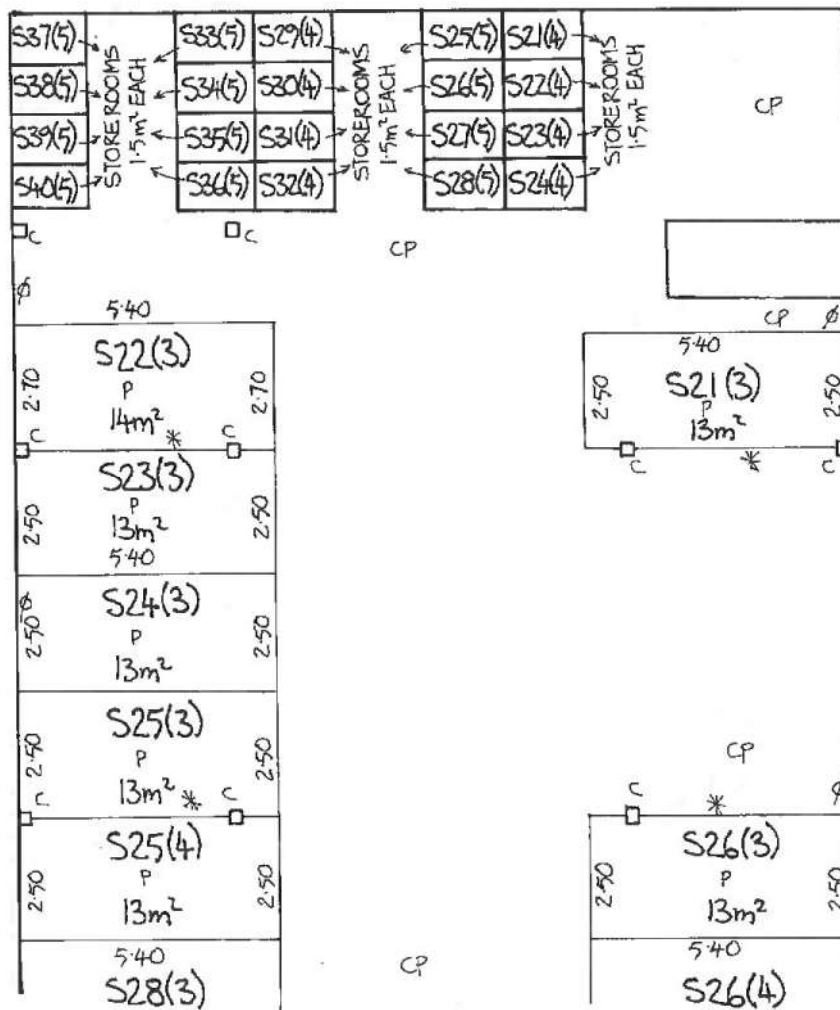 S37(5) S33(5) S29(4) S25(5) S21(4)
S38(5) S34(5) S30(4) S26(5) S22(4)
S39(5) S35(5) S31(4) S27(5) S23(4)
S40(5) S36(5) S32(4) S28(5) S24(4)
STOREROOMS
1.5m² EACH
STOREROOMS
1.5m² EACH
STOREROOMS
1.5m² EACH
CP
C C
CP
ø
5.40
S22(3)
P
14m²
2.70 2.70
C * C
CP ø
5.40
S21(3)
P
13m²
2.50 2.50
C * C
S23(3)
P
13m²
2.50 2.50
5.40
ø
S24(3)
P
13m²
2.50 2.50
S25(3)
P
13m² *
2.50 2.50
C C
CP
C * ø
S25(4)
P
13m²
2.50 2.50
S26(3)
P
13m²
2.50 2.50
5.40
S28(3)
CP
5.40
S26(4)